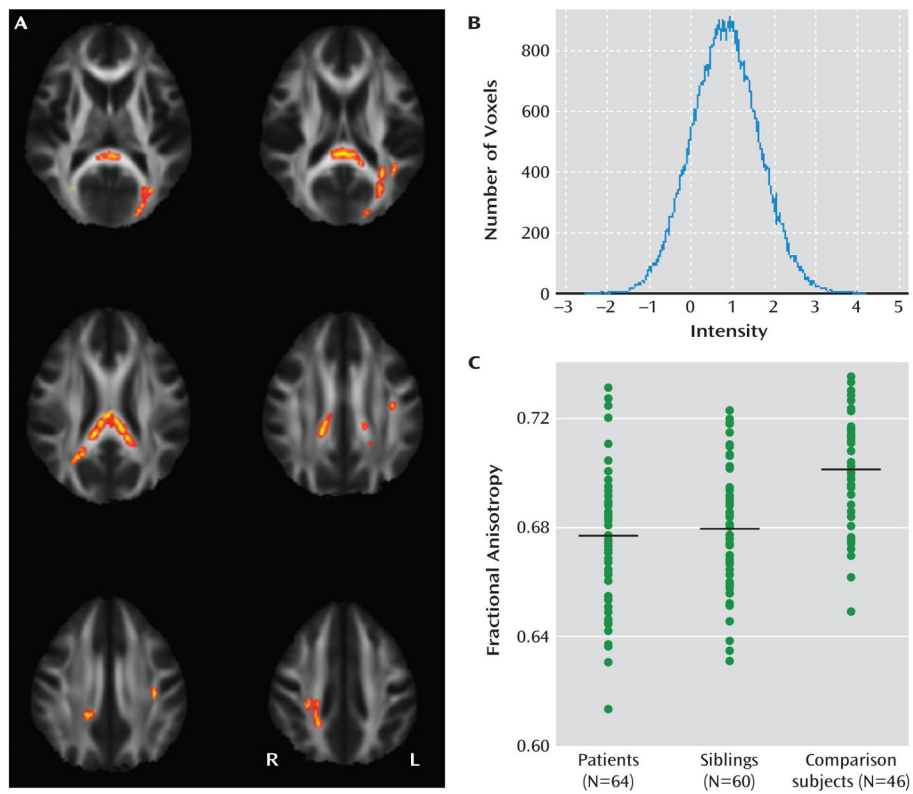 A
R L
B
Number of Voxels
800
600
400
200
0
−3 −2 −1 0 1 2 3 4 5
Intensity
C
Fractional Anisotropy
0.72
0.68
0.64
0.60
Patients
(N=64)
Siblings
(N=60)
Comparison
subjects (N=46)